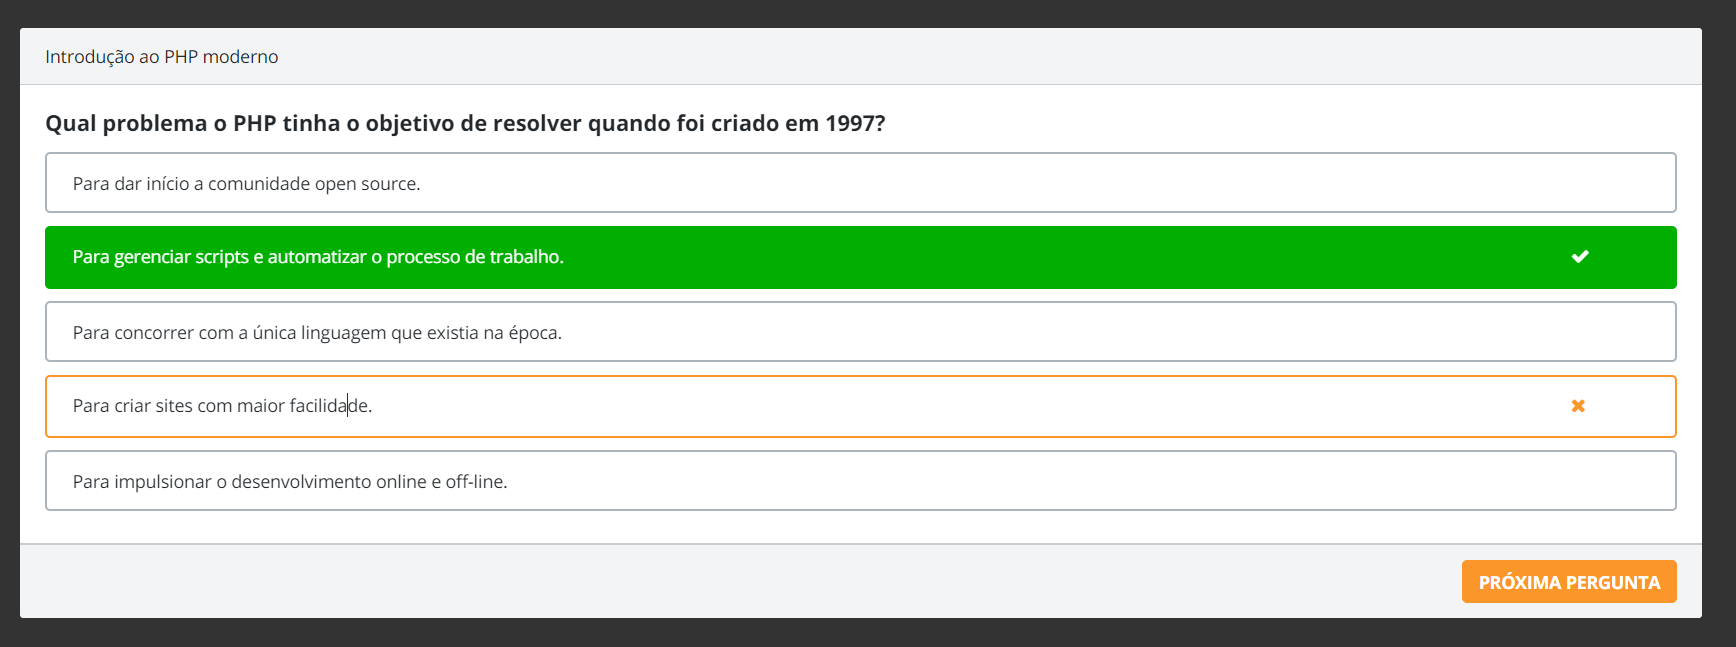 Introdução ao PHP moderno
Qual problema o PHP tinha o objetivo de resolver quando foi criado em 1997?
Para dar início a comunidade open source.
Para gerenciar scripts e automatizar o processo de trabalho.
Para concorrer com a única linguagem que existia na época.
Para criar sites com maior facilidade.
Para impulsionar o desenvolvimento online e off-line.
PRÓXIMA PERGUNTA